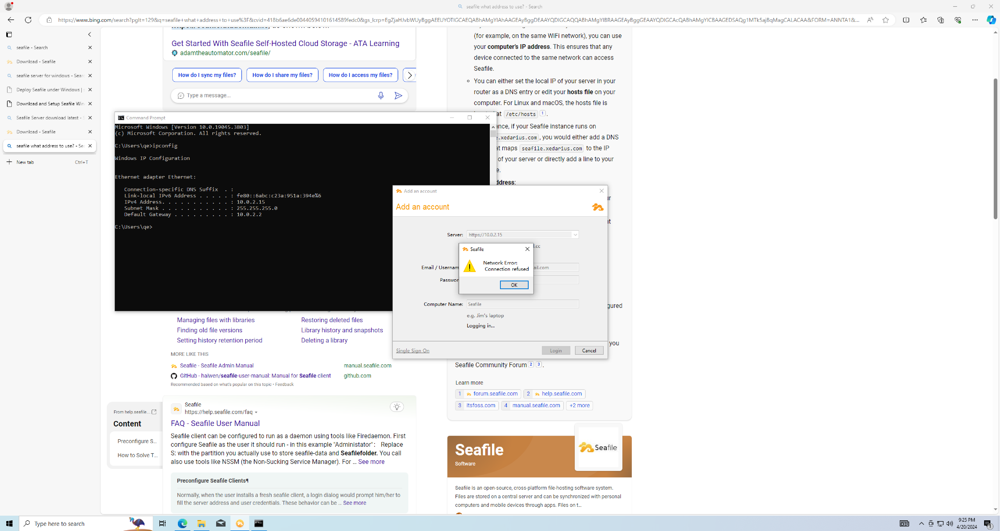 seafile what address to use? - Search
https://www.bing.com/search?pglt=129&q=seafile+what+address+to+use%3F&cvid=418b6ae6de00440594101614589fedc0&gs_lcrp=EgZjaHJvbWUyBggAEEUYOTIGCAEQABhAMgYIAhAAGEAyBggDEAAYQDIGCAQQABhAMgYIBRAAGEAyBggGEAAYQDIGCAcQABhAMgYICBAAGEDSAQg1MTk5ajBqMagCALACAA&FORM=ANNTA1&...
seafile - Search
Download - Seafile
seafile server for windows - Searc
Deploy Seafile under Windows | s
Download and Setup Seafile Win
Seafile Server download latest - S
Download - Seafile
seafile what address to use? - Sea
New tab Ctrl+T
Get Started With Seafile Self-Hosted Cloud Storage - ATA Learning
adamtheautomator.com/seafile/
How do I sync my files? How do I share my files? How do I access my files?
Type a message...
(for example, on the same WiFi network), you can use
your computer's IP address. This ensures that any
device connected to the same network can access
Seafile.
You can either set the local IP of your server in your
router as a DNS entry or edit your hosts file on your
computer. For Linux and macOS, the hosts file is
at /etc/hosts 1 .
ance, if your Seafile instance runs on
e.xedarius.com , you would either add a DNS
at maps seafile.xedarius.com to the IP
of your server or directly add a line to your
e.
ddress:
Command Prompt
Microsoft Windows [Version 10.0.19045.3803]
(c) Microsoft Corporation. All rights reserved.
C:\Users\qe>ipconfig
Windows IP Configuration
Ethernet adapter Ethernet:
Connection-specific DNS Suffix . :
Link-local IPv6 Address . . . . . : fe80::6abc:c23a:951a:394e%6
IPv4 Address. . . . . . . . . . . : 10.0.2.15
Subnet Mask . . . . . . . . . . . : 255.255.255.0
Default Gateway . . . . . . . . . : 10.0.2.2
C:\Users\qe>
Add an account
Add an account
Server: https://10.0.2.15
l.cc
Email / Usernam ail.com
Passwor
Seafile
Network Error:
Connection refused
OK
Computer Name: Seafile
e.g. Jim's laptop
Logging in...
Single Sign On Login Cancel
gured
you
Managing files with libraries Restoring deleted files
Finding old file versions Library history and snapshots
Setting history retention period Deleting a library
MORE LIKE THIS
Seafile - Seafile Admin Manual manual.seafile.com
GitHub - haiwen/seafile-user-manual: Manual for Seafile client github.com
Recommended based on what's popular on this topic • Feedback
Seafile Community Forum 2 3 .
Learn more
1 forum.seafile.com 2 help.seafile.com
3 itsfoss.com 4 manual.seafile.com +2 more
From help.seafile....
Content
Preconfigure S...
How to Solve T...
Seafile
https://help.seafile.com/faq
FAQ - Seafile User Manual
Seafile client can be configured to run as a daemon using tools like Firedaemon. First
configure Seafile as the user it should run - in this example "Administator" : Replace
S: with the partition you actually use to store seafile-data and Seafilefolder. You call
also use tools like NSSM (the Non-Sucking Service Manager). For ... See more
Preconfigure Seafile Clients¶
Normally, when the user installs a fresh seafile client, a login dialog would prompt him/her to
fill the server address and user credentials. These behavior can be ... See more
Seafile
Software
Seafile
Seafile is an open-source, cross-platform file-hosting software system.
Files are stored on a central server and can be synchronized with personal
computers and mobile devices through apps. Files on t...
Type here to search
9:25 PM
4/20/2024
1